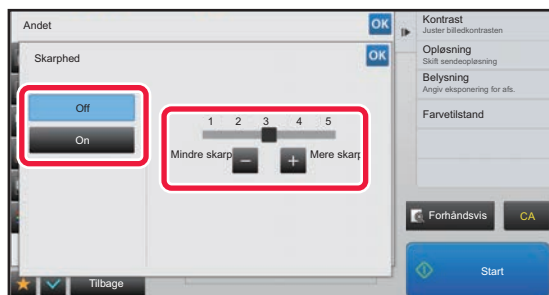 Andet
OK
Skarphed
OK
Off
On
1 2 3 4 5
Mindre skarp
Mere skarp
Tilbage
Kontrast
Juster billedkontrasten
Opløsning
Skift sendeopløsning
Belysning
Angiv eksponering for afs.
Farvetilstand
Forhåndsvis
CA
Start